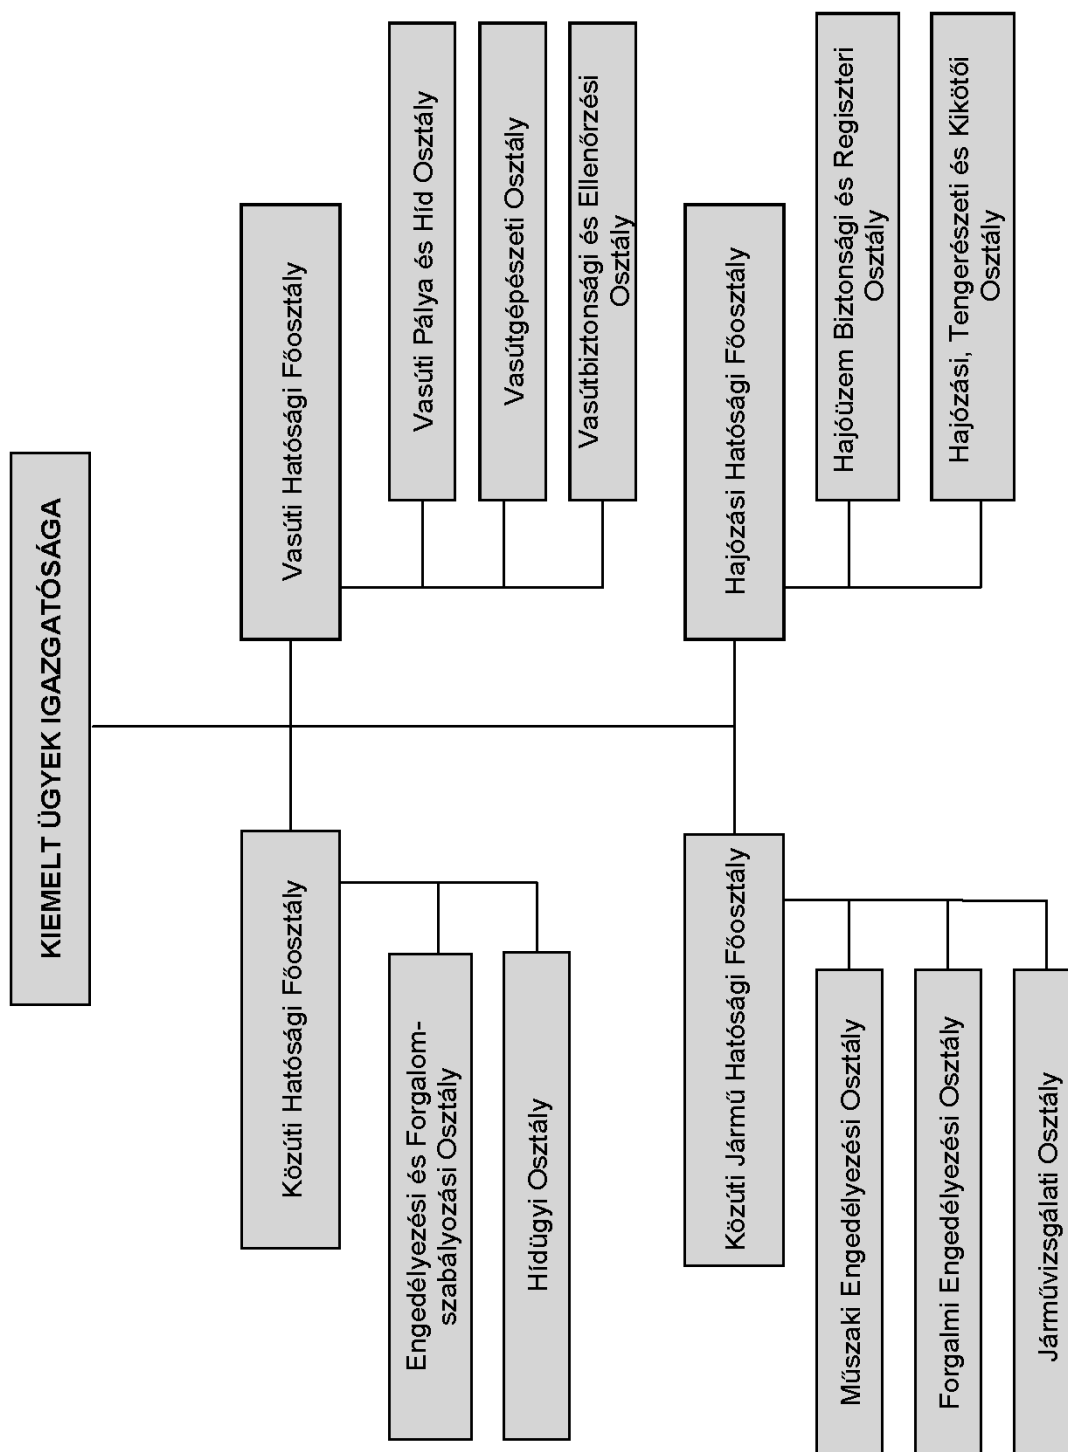 KIEMELT ÜGYEK IGAZGATÓSÁGA
Közúti Hatósági Főosztály
Engedélyezési és Forgalom-
szabályozási Osztály
Hídügyi Osztály
Vasúti Hatósági Főosztály
Vasúti Pálya és Híd Osztály
Vasútgépészeti Osztály
Vasútbiztonsági és Ellenőrzési
Osztály
Közúti Jármű Hatósági Főosztály
Műszaki Engedélyezési Osztály
Forgalmi Engedélyezési Osztály
Járművizsgálati Osztály
Hajózási Hatósági Főosztály
Hajóüzem Biztonsági és Regiszteri
Osztály
Hajózási, Tengerészeti és Kikötői
Osztály